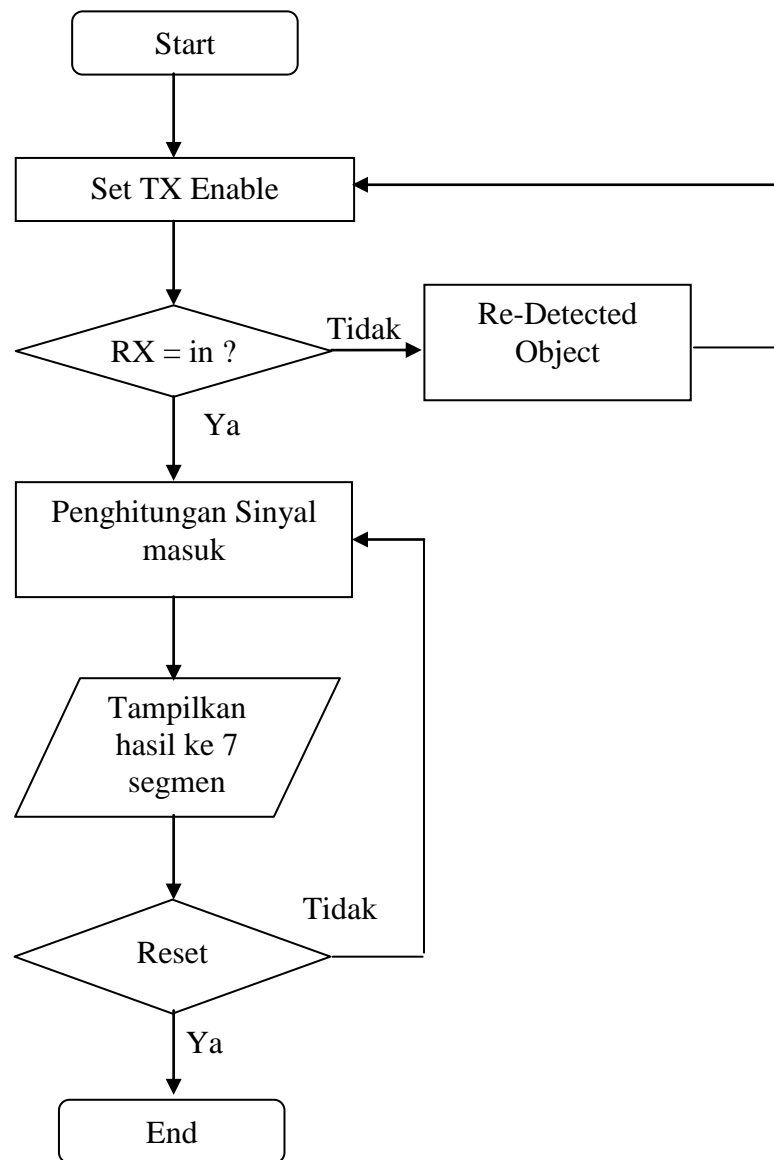 Start
Set TX Enable
RX = in ?
Tidak
Re-Detected
Object
Ya
Penghitungan Sinyal
masuk
Tampilkan
hasil ke 7
segmen
Tidak
Reset
Ya
End